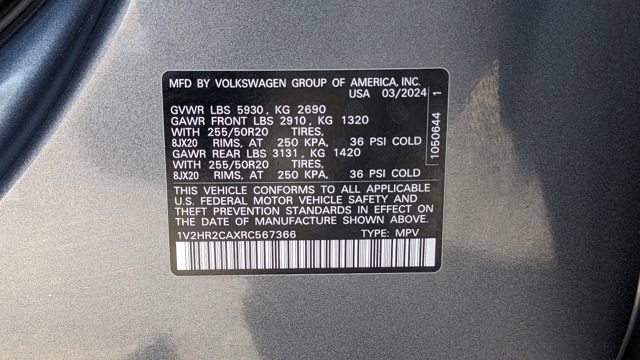 MFD BY VOLKSWAGEN GROUP OF AMERICA, INC.
USA 03/2024
GVWR LBS 5930, KG 2690
GAWR FRONT LBS 2910, KG 1320
WITH 255/50R20 TIRES,
8JX20 RIMS, AT 250 KPA, 36 PSI COLD
GAWR REAR LBS 3131, KG 1420
WITH 255/50R20 TIRES,
8JX20 RIMS, AT 250 KPA, 36 PSI COLD
THIS VEHICLE CONFORMS TO ALL APPLICABLE
U.S. FEDERAL MOTOR VEHICLE SAFETY AND
THEFT PREVENTION STANDARDS IN EFFECT ON
THE DATE OF MANUFACTURE SHOWN ABOVE.
1V2HR2CAXRC567366 TYPE: MPV
1050644 1